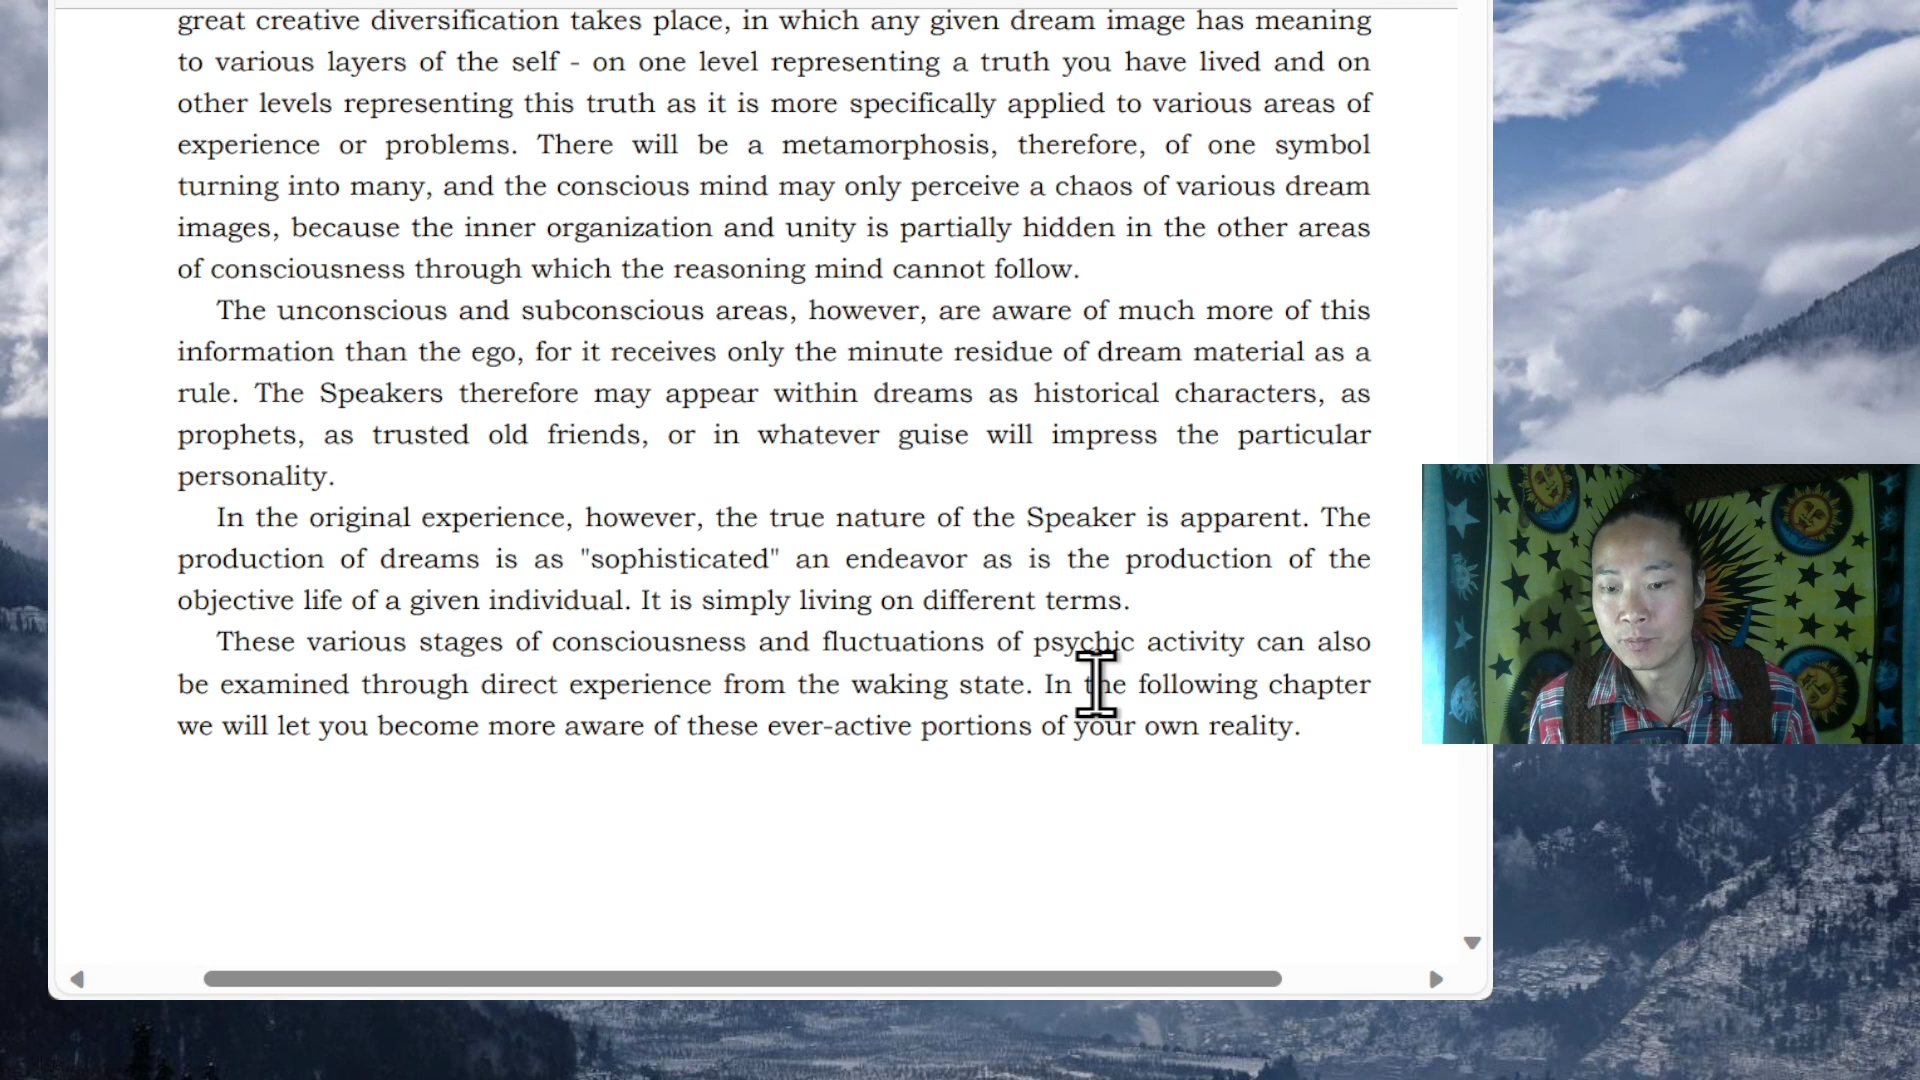 great creative diversification takes place, in which any given dream image has meaning
to various layers of the self - on one level representing a truth you have lived and on
other levels representing this truth as it is more specifically applied to various areas of
experience or problems. There will be a metamorphosis, therefore, of one symbol
turning into many, and the conscious mind may only perceive a chaos of various dream
images, because the inner organization and unity is partially hidden in the other areas
of consciousness through which the reasoning mind cannot follow.
The unconscious and subconscious areas, however, are aware of much more of this
information than the ego, for it receives only the minute residue of dream material as a
rule. The Speakers therefore may appear within dreams as historical characters, as
prophets, as trusted old friends, or in whatever guise will impress the particular
personality.
In the original experience, however, the true nature of the Speaker is apparent. The
production of dreams is as "sophisticated" an endeavor as is the production of the
objective life of a given individual. It is simply living on different terms.
These various stages of consciousness and fluctuations of psychic activity can also
be examined through direct experience from the waking state. In the following chapter
we will let you become more aware of these ever-active portions of your own reality.